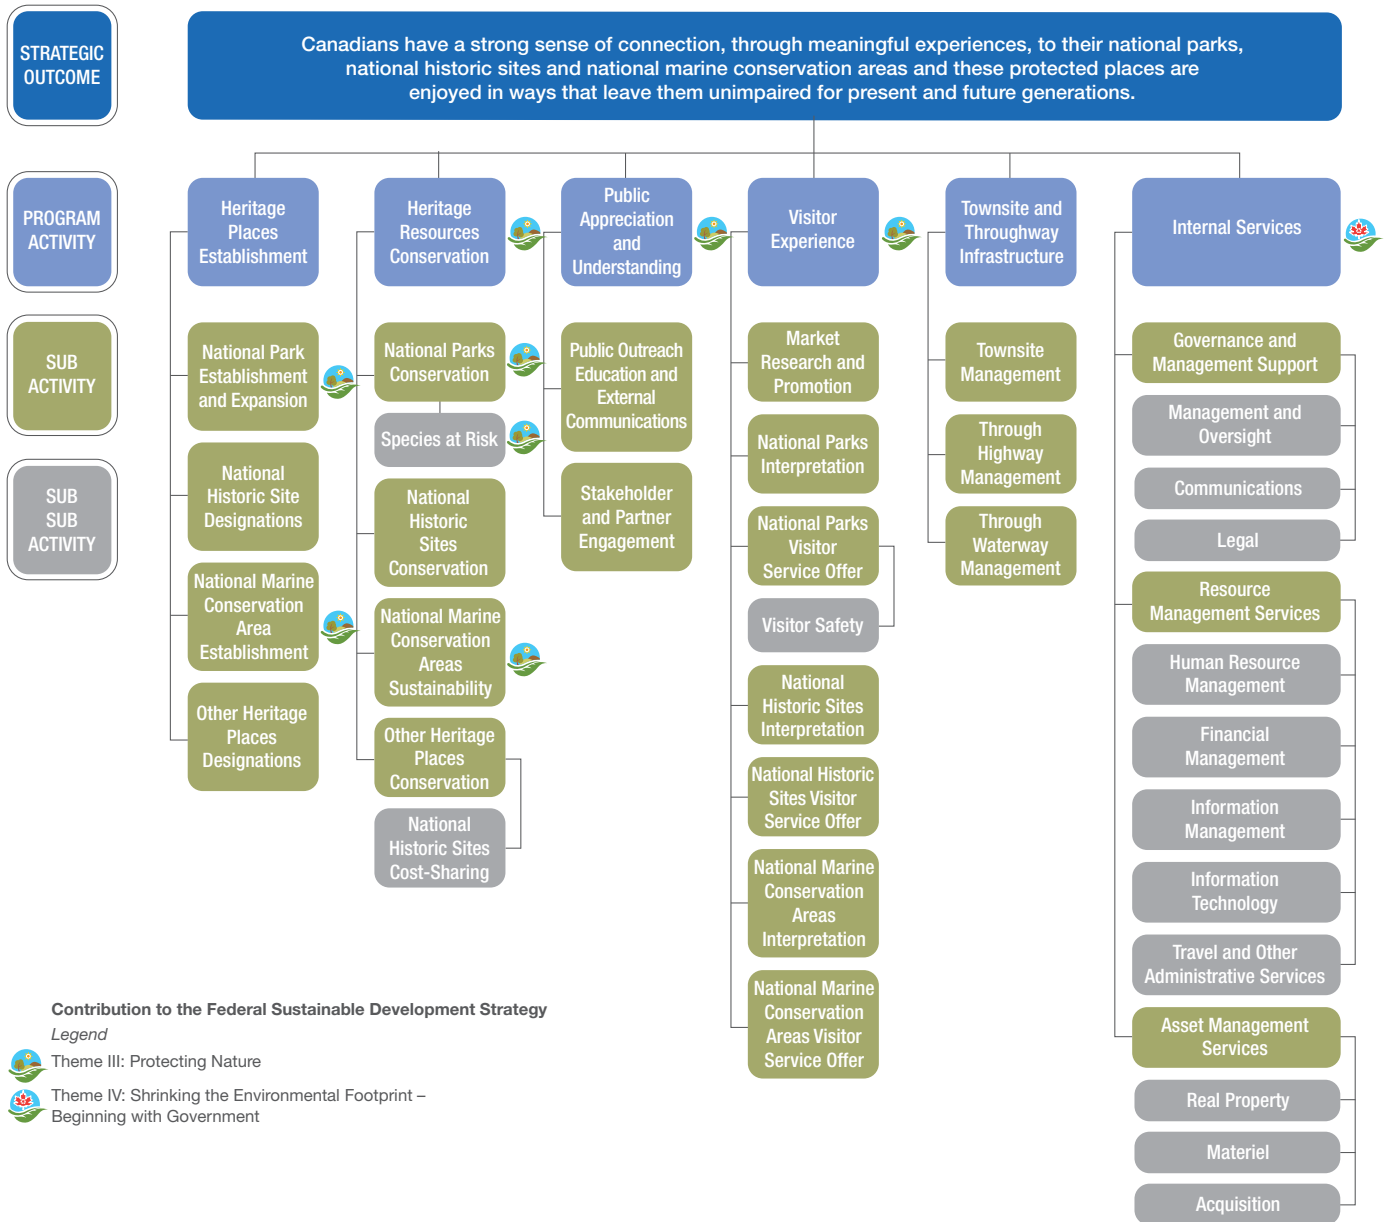 STRATEGIC
OUTCOME
Canadians have a strong sense of connection, through meaningful experiences, to their national parks,
national historic sites and national marine conservation areas and these protected places are
enjoyed in ways that leave them unimpaired for present and future generations.
PROGRAM
ACTIVITY
Heritage
Places
Establishment
Heritage
Resources
Conservation
Public
Appreciation
and
Understanding
Visitor
Experience
Townsite and
Throughway
Infrastructure
Internal Services
SUB
ACTIVITY
SUB
SUB
ACTIVITY
National Park
Establishment
and Expansion
National
Historic Site
Designations
National Marine
Conservation
Area
Establishment
Other Heritage
Places
Designations
National Parks
Conservation
Species at Risk
National
Historic
Sites
Conservation
National Marine
Conservation
Areas
Sustainability
Other Heritage
Places
Conservation
National
Historic Sites
Cost-Sharing
Public Outreach
Education and
External
Communications
Stakeholder
and Partner
Engagement
Market
Research and
Promotion
National Parks
Interpretation
National Parks
Visitor
Service Offer
Visitor Safety
National
Historic Sites
Interpretation
National Historic
Sites Visitor
Service Offer
National Marine
Conservation
Areas
Interpretation
National Marine
Conservation
Areas Visitor
Service Offer
Townsite
Management
Through
Highway
Management
Through
Waterway
Management
Governance and
Management Support
Management and
Oversight
Communications
Legal
Resource
Management Services
Human Resource
Management
Financial
Management
Information
Management
Information
Technology
Travel and Other
Administrative Services
Asset Management
Services
Real Property
Materiel
Acquisition
Contribution to the Federal Sustainable Development Strategy
Legend
Theme III: Protecting Nature
Theme IV: Shrinking the Environmental Footprint –
Beginning with Government